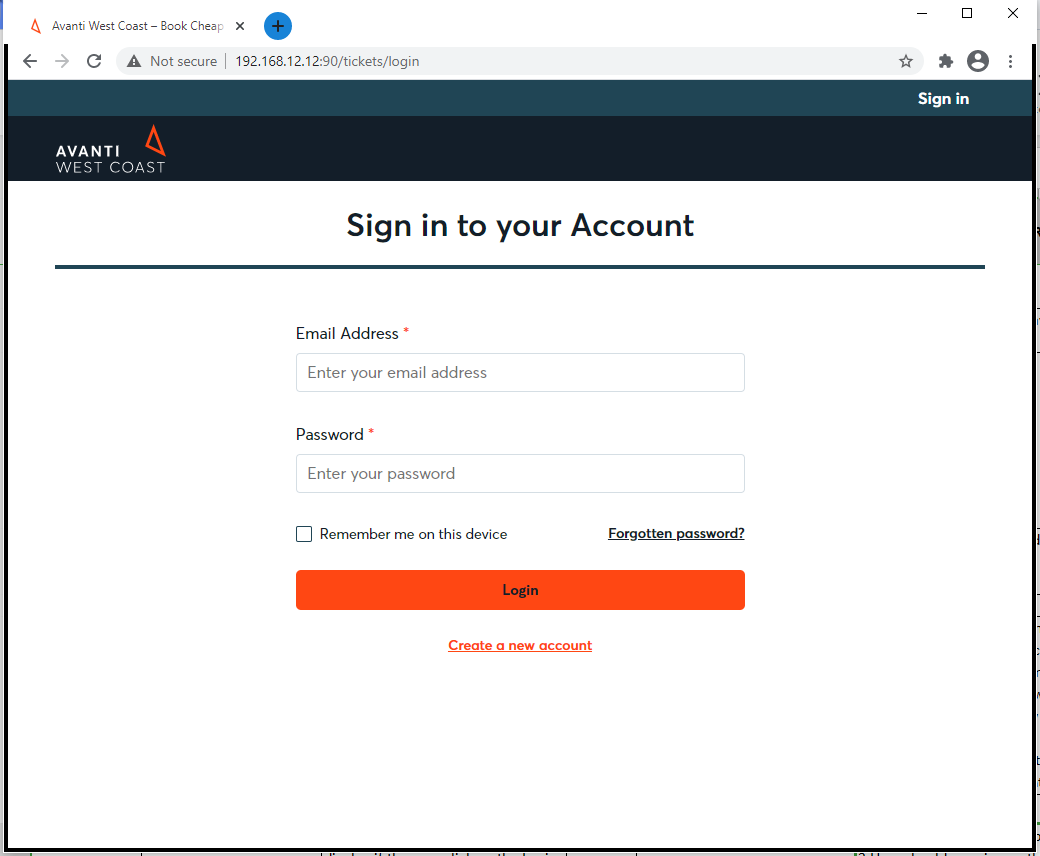 Avanti West Coast – Book Cheap
Not secure | 192.168.12.12:90/tickets/login
Sign in
AVANTI
WEST COAST
Sign in to your Account
Email Address *
Enter your email address
Password *
Enter your password
Remember me on this device
Forgotten password?
Login
Create a new account